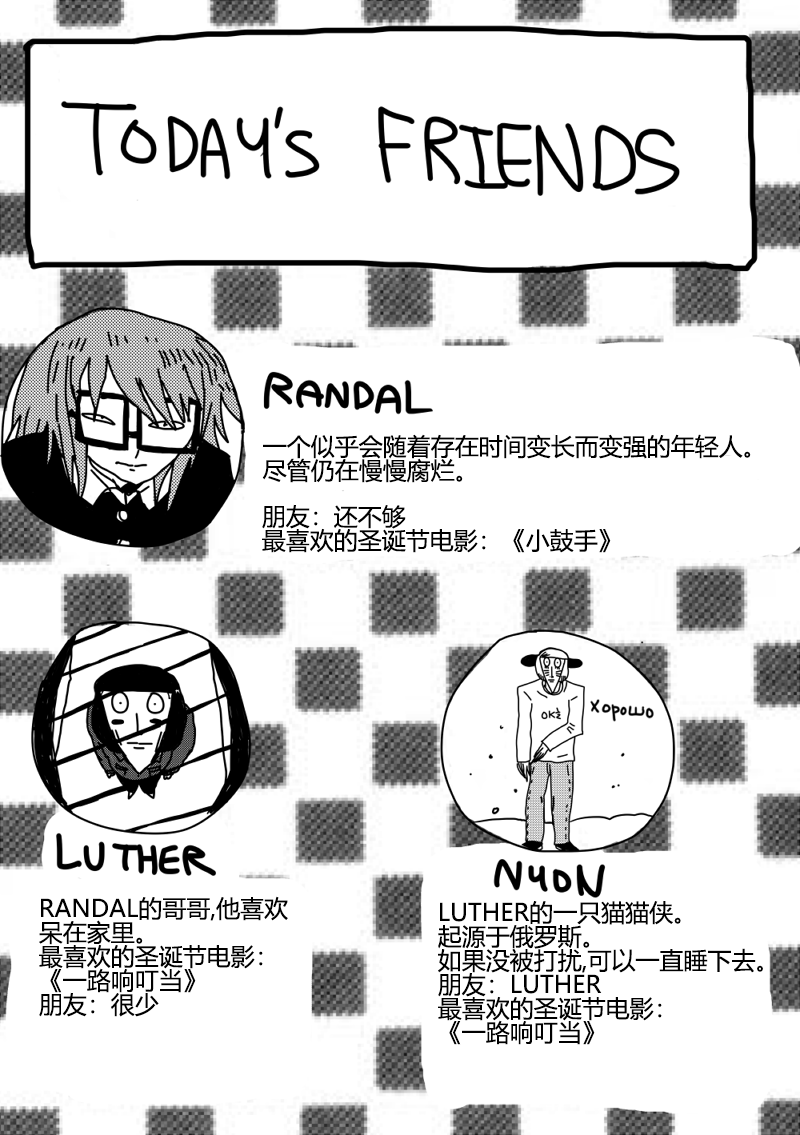 TODAY'S FRIENDS
RANDAL
一个似乎会随着存在时间变长而变强的年轻人。
尽管仍在慢慢腐烂。
朋友：还不够
最喜欢的圣诞节电影：《小鼓手》
LUTHER
RANDAL的哥哥,他喜欢
呆在家里。
最喜欢的圣诞节电影：
《一路响叮当》
朋友：很少
Хорошо
NYON
LUTHER的一只猫猫侠。
起源于俄罗斯。
如果没被打扰,可以一直睡下去。
朋友：LUTHER
最喜欢的圣诞节电影：
《一路响叮当》